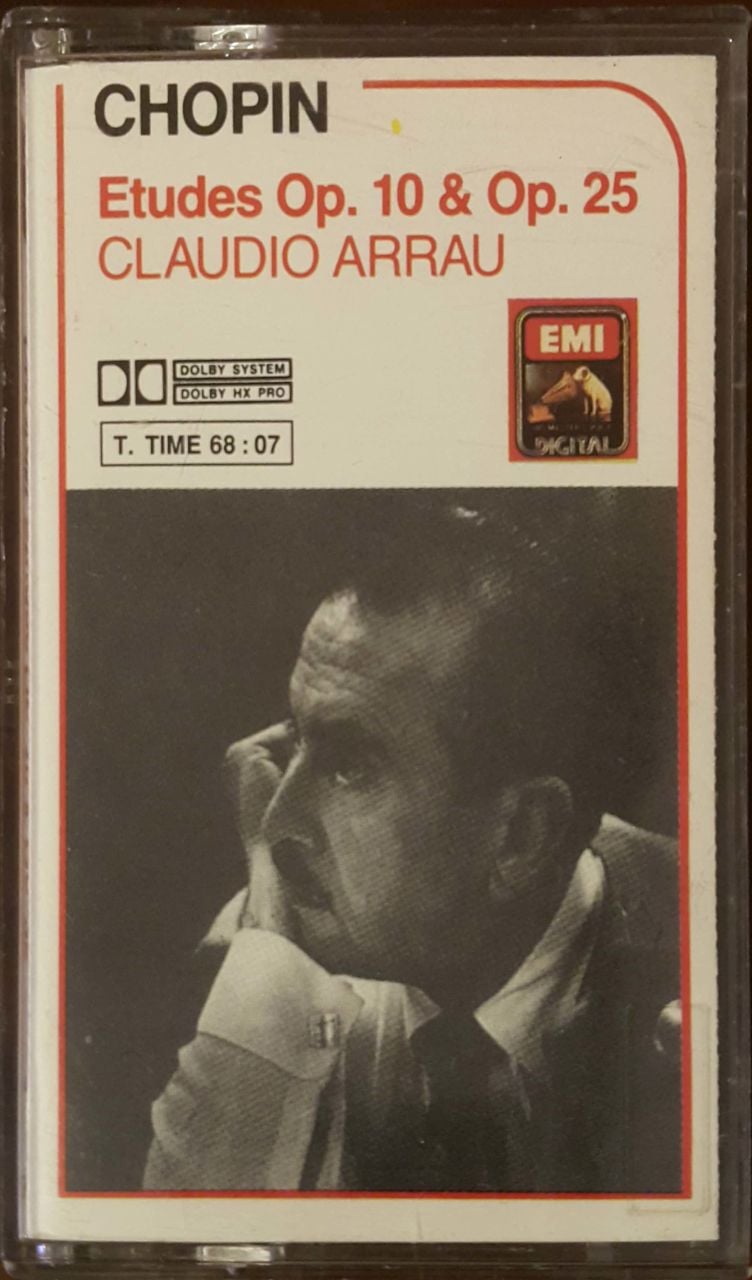 CHOPIN
Etudes Op. 10 & Op. 25
CLAUDIO ARRAU
DOLBY SYSTEM
DOLBY HX PRO
T. TIME 68:07
EMI
DIGITAL